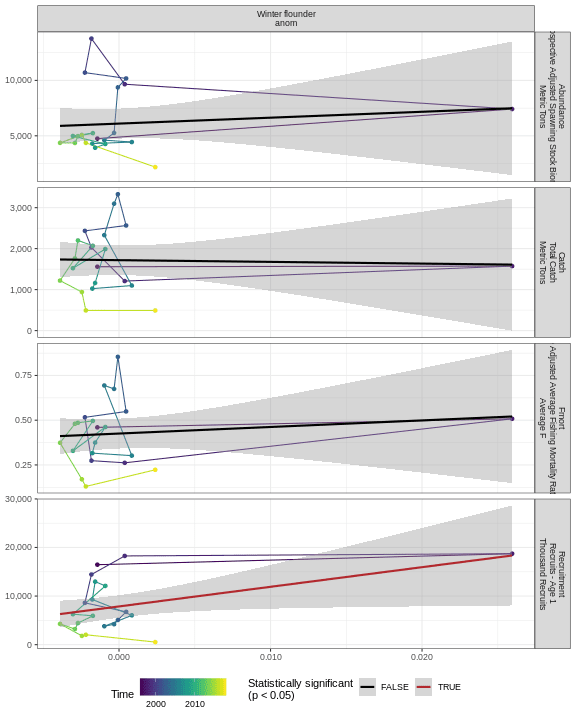 Winter flounder
anom
10,000
5,000
Abundance
Adjusted Spawning Stock
Metric Tons
3,000
2,000
1,000
0
Catch
Total Catch
Metric Tons
0.75
0.50
0.25
Fmort
Adjusted Average Fishing Mortality
Average F
30,000
20,000
10,000
0
Recruitment
Recruits - Age 1
Thousand Recruits
0.000
0.010
0.020
Time
2000
2010
Statistically significant
(p < 0.05)
FALSE
TRUE